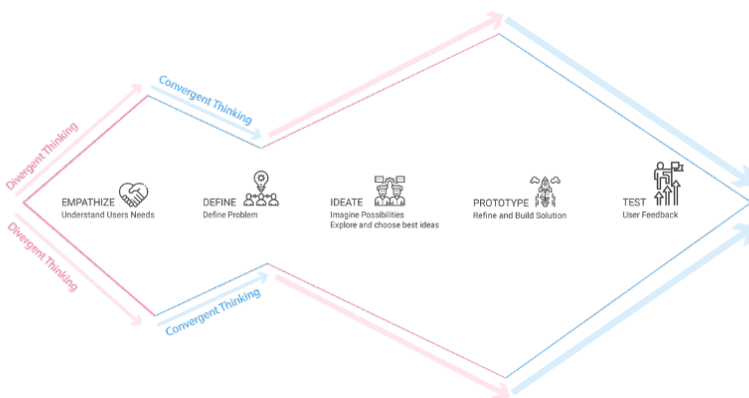 Divergent Thinking
Convergent Thinking
EMPATHIZE
Understand Users Needs
DEFINE
Define Problem
IDEATE
Imagine Possibilities
Explore and choose best ideas
PROTOTYPE
Refine and Build Solution
TEST
User Feedback
Divergent Thinking
Convergent Thinking